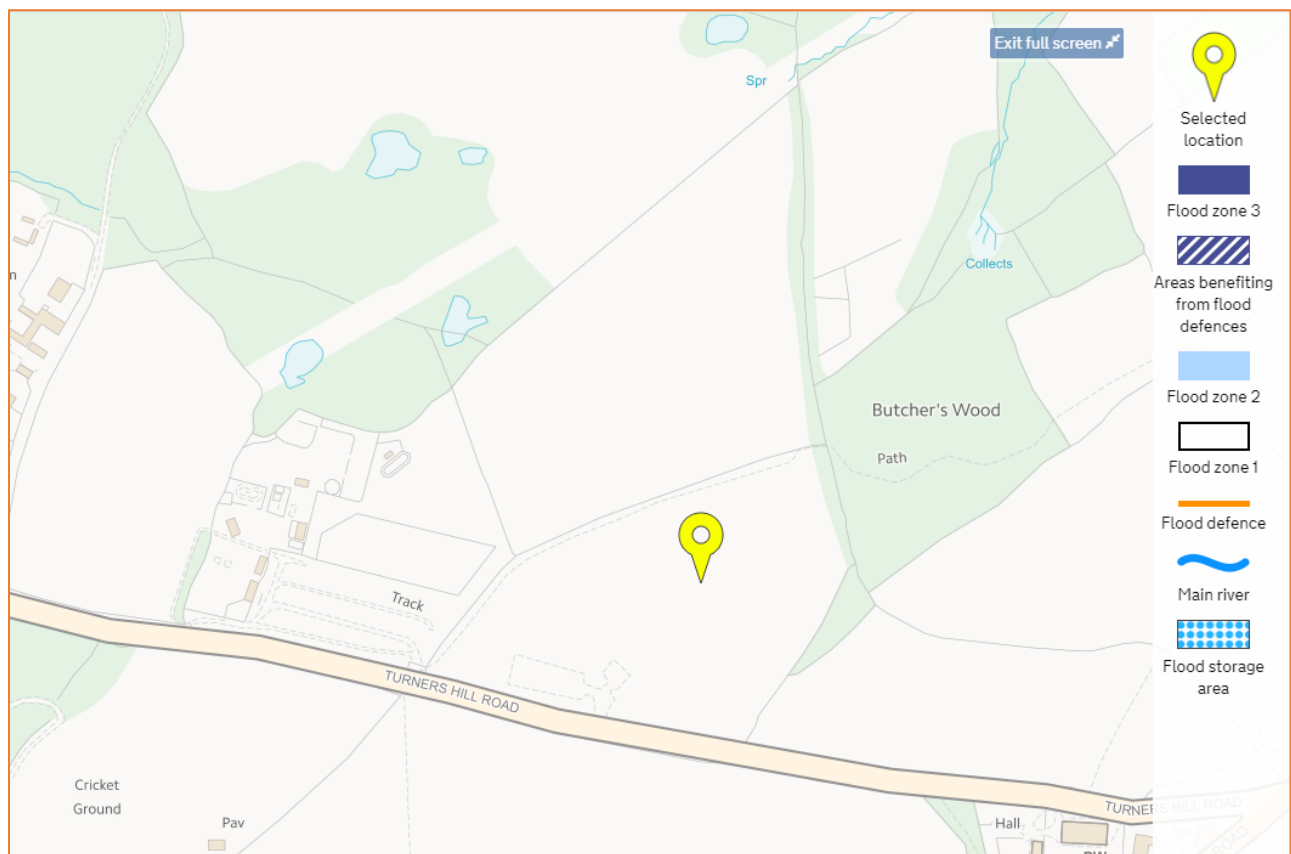 Exit full screen
Spr
Selected
location
Flood zone 3
n
Collects
Areas benefiting
from flood
defences
Flood zone 2
Butcher's Wood
Path
Flood zone 1
Flood defence
Main river
Track
Flood storage
area
TURNERS HILL ROAD
Cricket
Ground
Pav
TURNERS HILL ROAD
Hall
ROAD